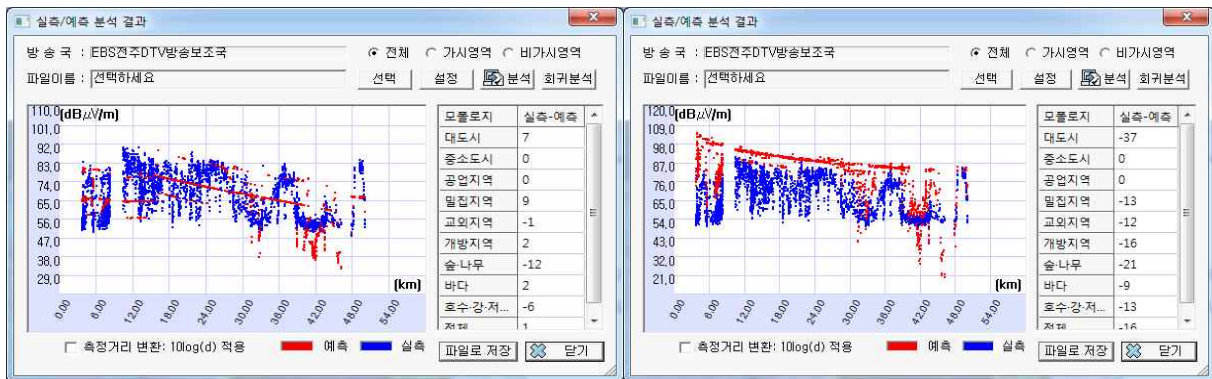 실측/예측 분석 결과
방 송 국 : EBS전주DTV방송보조국
전체 가시영역 비가시영역
파일이름 : 선택하세요
선택 설정 분석 회귀분석
110.0 (dBμV/m)
101.0
92.0
83.0
74.0
65.0
56.0
47.0
38.0
29.0
(km)
0.00 6.00 12.00 18.00 24.00 30.00 36.00 42.00 48.00 54.00
모폴로지 실측-예측
대도시 7
중소도시 0
공업지역 0
밀집지역 9
교외지역 -1
개방지역 2
숲·나무 -12
바다 2
호수·강·저... -6
전체 1
측정거리 변환: 10log(d) 적용
예측 실측
파일로 저장 닫기
실측/예측 분석 결과
방 송 국 : EBS전주DTV방송보조국
전체 가시영역 비가시영역
파일이름 : 선택하세요
선택 설정 분석 회귀분석
120.0 (dBμV/m)
109.0
98.0
87.0
76.0
65.0
54.0
43.0
32.0
21.0
(km)
0.00 6.00 12.00 18.00 24.00 30.00 36.00 42.00 48.00 54.00
모폴로지 실측-예측
대도시 -37
중소도시 0
공업지역 0
밀집지역 -13
교외지역 -12
개방지역 -16
숲·나무 -21
바다 -9
호수·강·저... -13
전체 -16
측정거리 변환: 10log(d) 적용
예측 실측
파일로 저장 닫기